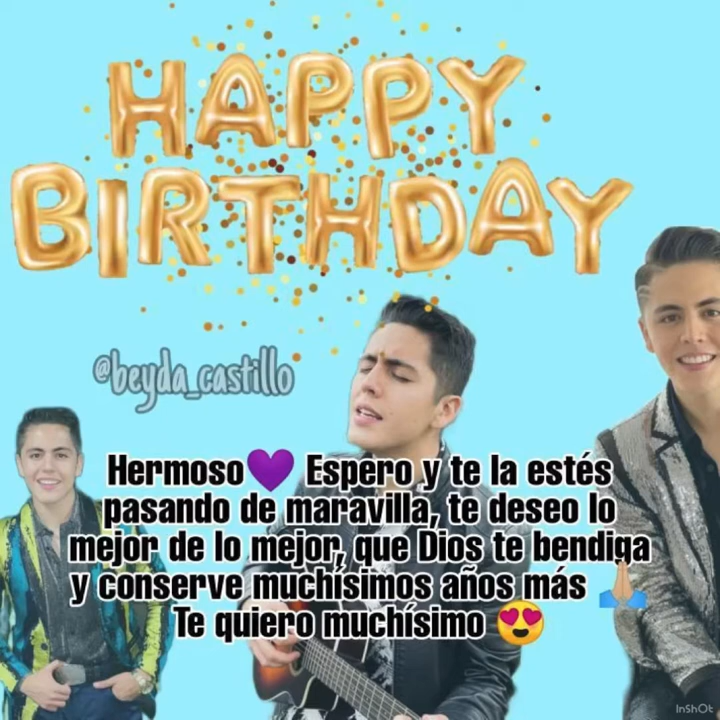 HAPPY
BIRTHDAY
@beyda_castillo
Hermoso💜 Espero y te la estés
pasando de maravilla, te deseo lo
mejor de lo mejor, que Dios te bendiga
y conserve muchísimos años más 🙏🏼
Te quiero muchísimo 😍
InShOt